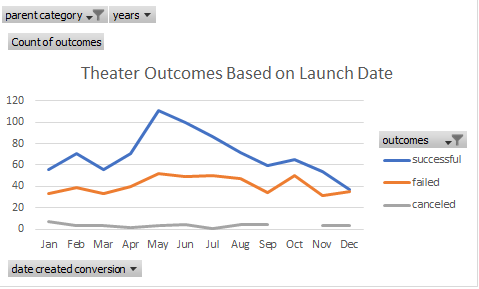 parent category years
Count of outcomes
Theater Outcomes Based on Launch Date
120
100
80
60
40
20
0
Jan Feb Mar Apr May Jun Jul Aug Sep Oct Nov Dec
outcomes
successful
failed
canceled
date created conversion